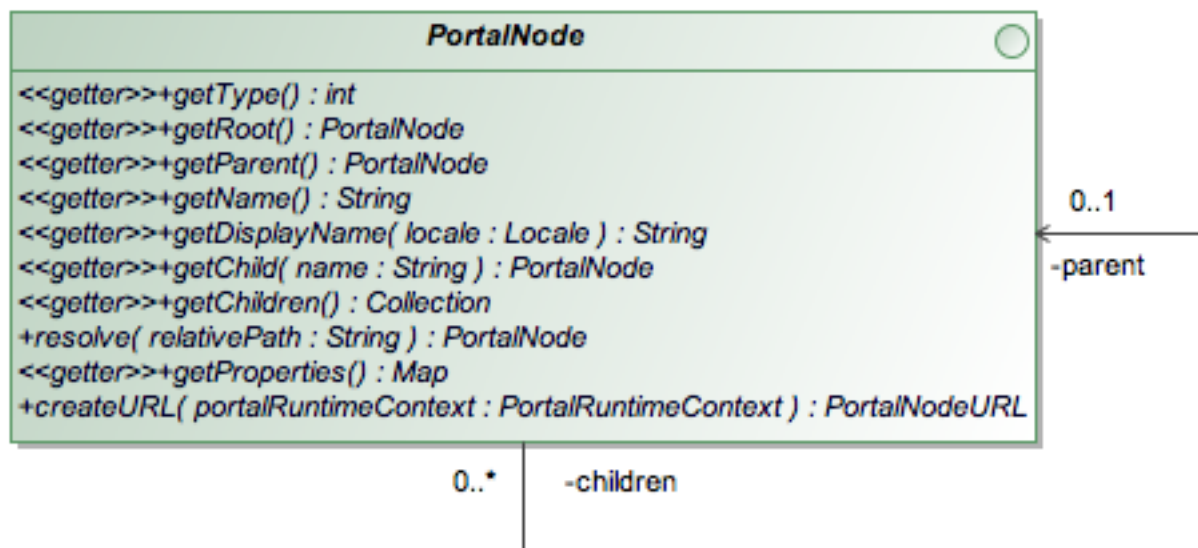 PortalNode
<<getter>>+getType() : int
<<getter>>+getRoot() : PortalNode
<<getter>>+getParent() : PortalNode
<<getter>>+getName() : String
<<getter>>+getDisplayName( locale : Locale ) : String
<<getter>>+getChild( name : String ) : PortalNode
<<getter>>+getChildren() : Collection
+resolve( relativePath : String ) : PortalNode
<<getter>>+getProperties() : Map
+createURL( portalRuntimeContext : PortalRuntimeContext ) : PortalNodeURL
0..1
-parent
0..* -children